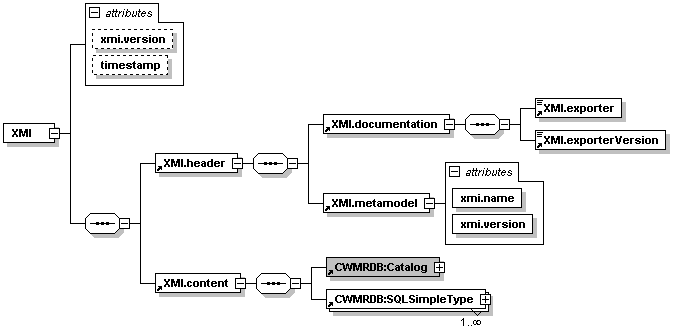 attributes
xmi.version
timestamp
XMI
XMI.header
XMI.documentation
XMI.exporter
XMI.exporterVersion
XMI.metamodel
attributes
xmi.name
xmi.version
XMI.content
CWMRDB:Catalog
CWMRDB:SQLSimpleType
1..∞